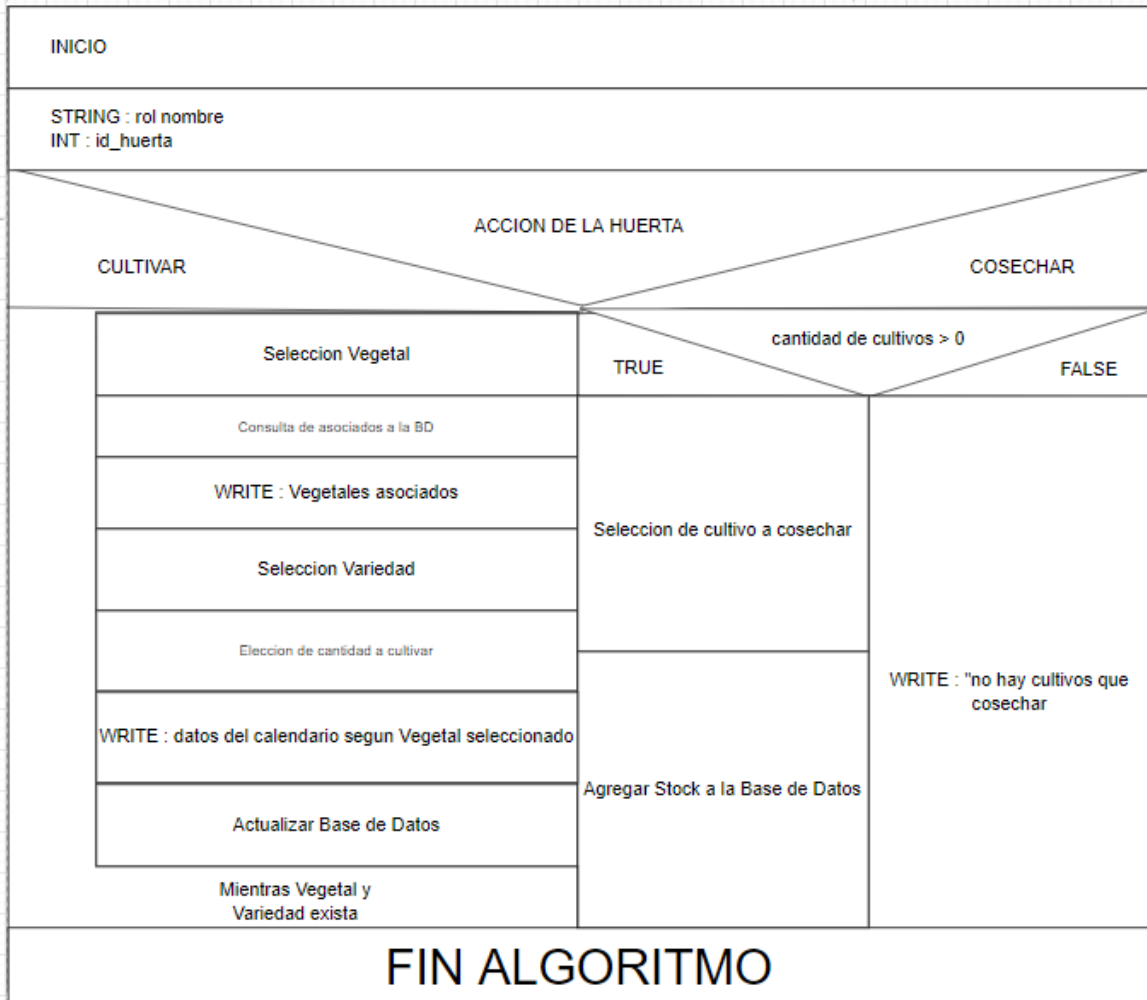 INICIO
STRING : rol nombre
INT : id_huerta
ACCION DE LA HUERTA
CULTIVAR
COSECHAR
cantidad de cultivos > 0
TRUE
FALSE
Seleccion Vegetal
Consulta de asociados a la BD
WRITE : Vegetales asociados
Seleccion Variedad
Eleccion de cantidad a cultivar
WRITE : datos del calendario segun Vegetal seleccionado
Actualizar Base de Datos
Mientras Vegetal y
Variedad exista
Seleccion de cultivo a cosechar
Agregar Stock a la Base de Datos
WRITE : "no hay cultivos que
cosechar
FIN ALGORITMO